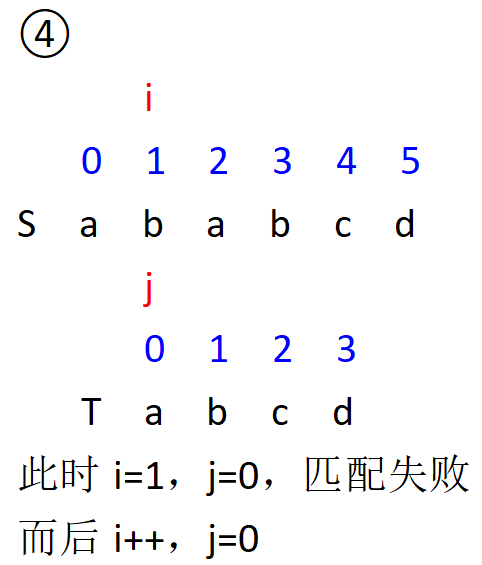 ④
i
0 1 2 3 4 5
S a b a b c d
j
0 1 2 3
T a b c d
此时 i=1，j=0，匹配失败
而后 i++，j=0